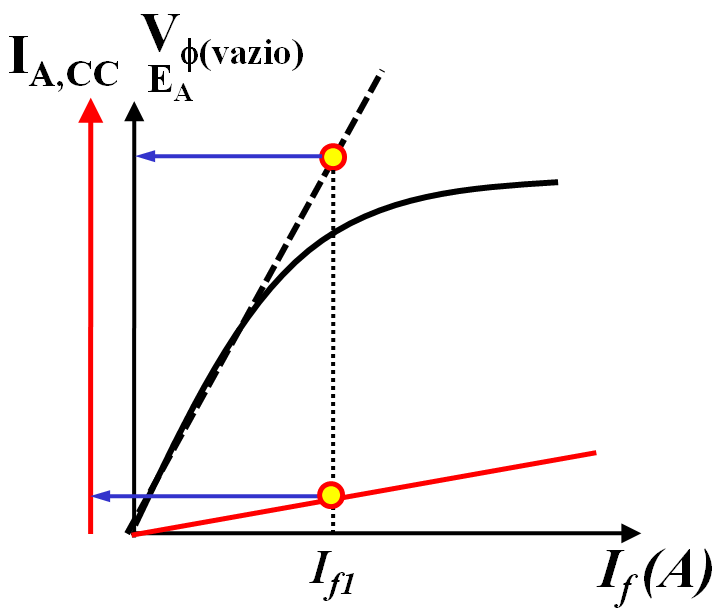 I_A,CC
V_ϕ(vazio)
E_A
I_f1
I_f(A)